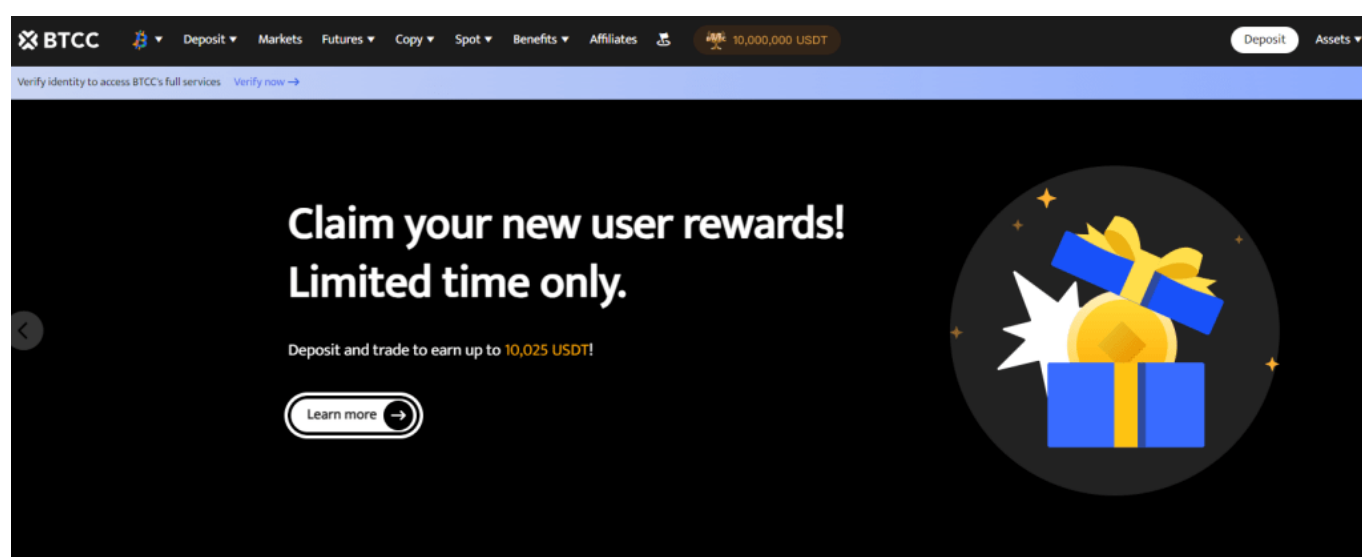 BTCC
Deposit
Markets
Futures
Copy
Spot
Benefits
Affiliates
10,000,000 USDT
Deposit
Assets
Verify identity to access BTCC's full services Verify now →
Claim your new user rewards!
Limited time only.
Deposit and trade to earn up to 10,025 USDT!
Learn more